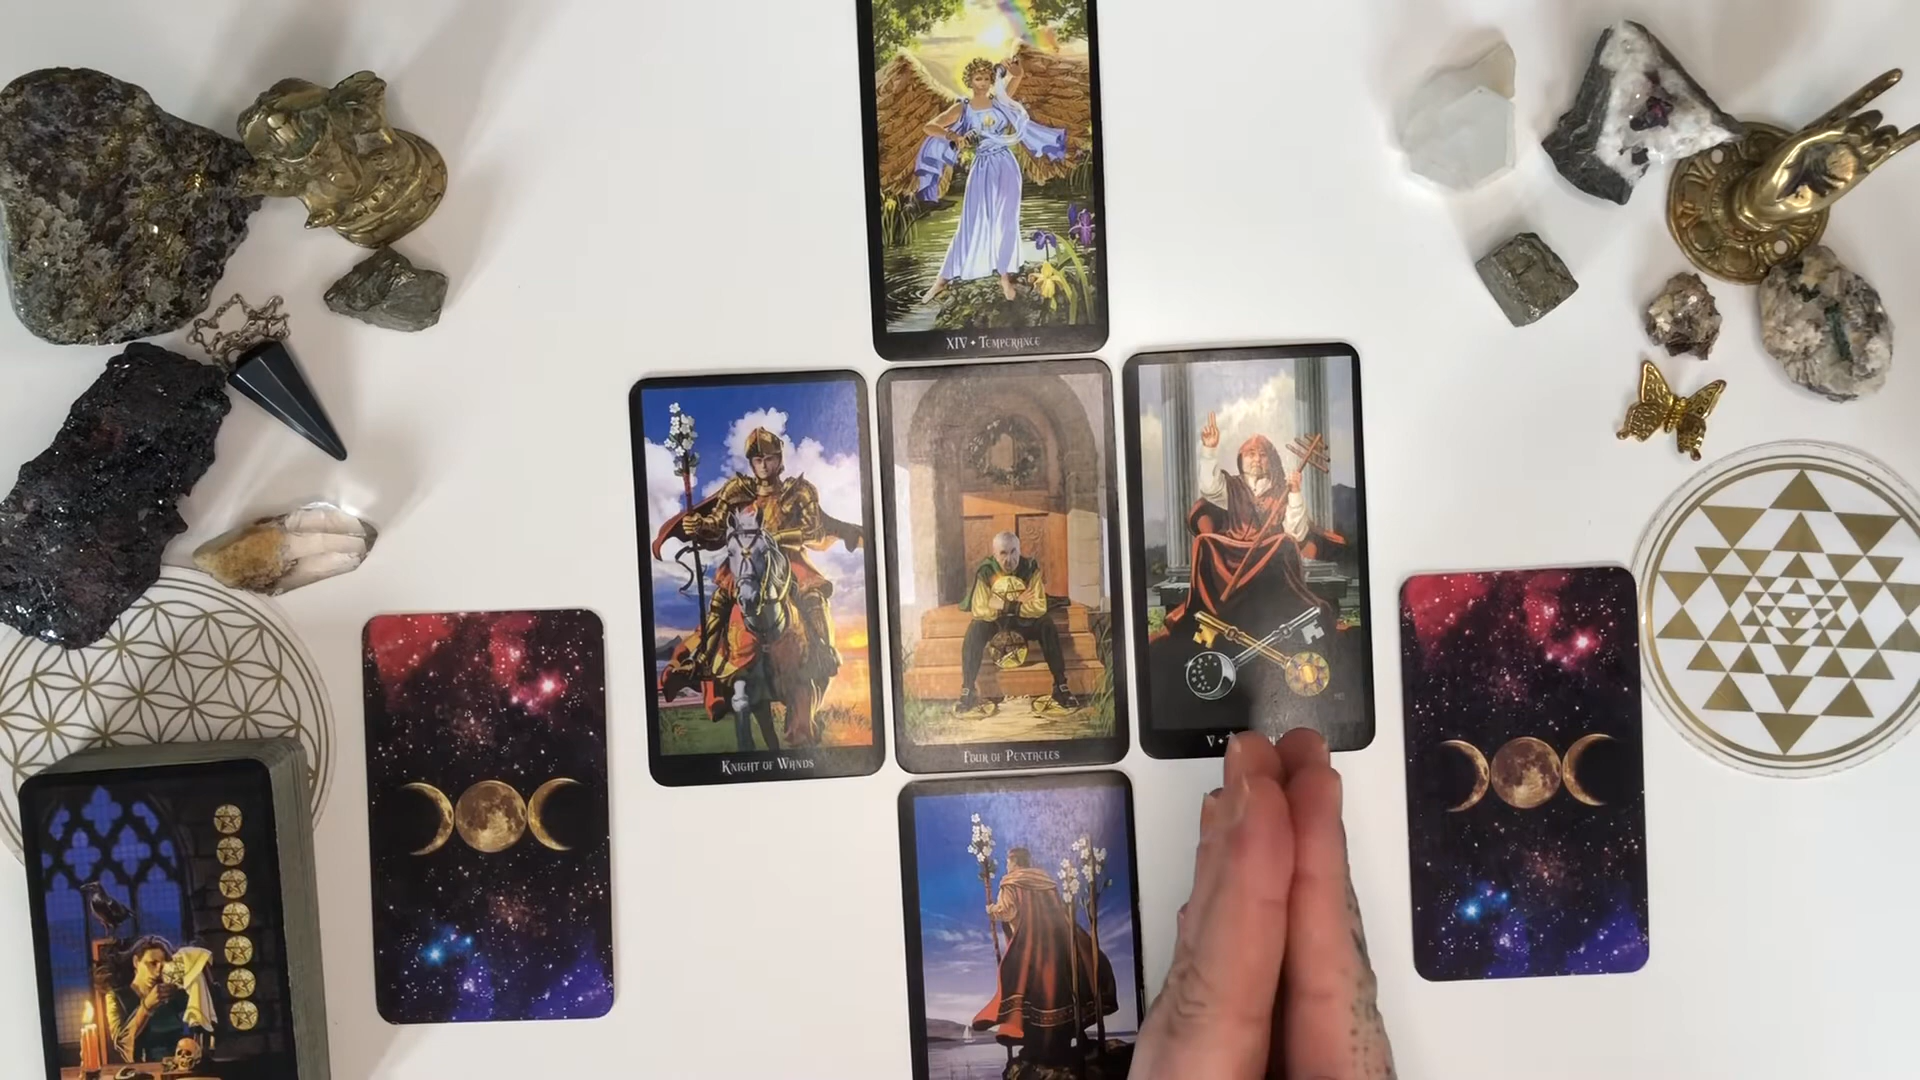 XIV • TEMPERANCE
KNIGHT OF WANDS
FOUR OF PENTACLES
V •